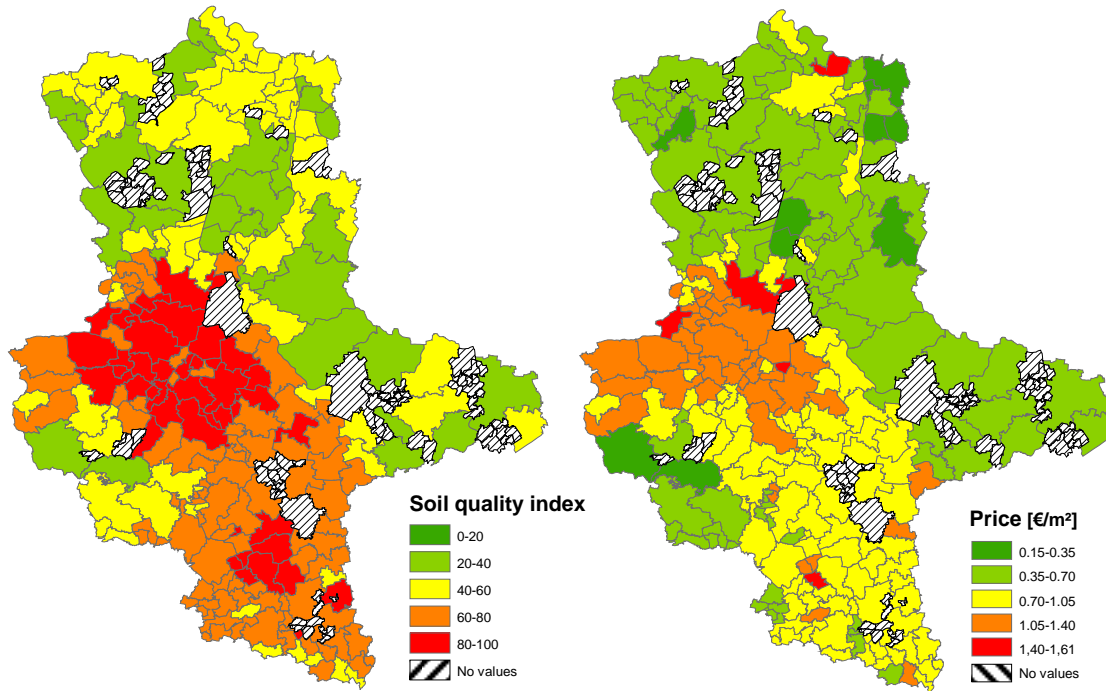 Soil quality index
0-20
20-40
40-60
60-80
80-100
No values
Price [€/m²]
0.15-0.35
0.35-0.70
0.70-1.05
1.05-1.40
1,40-1,61
No values